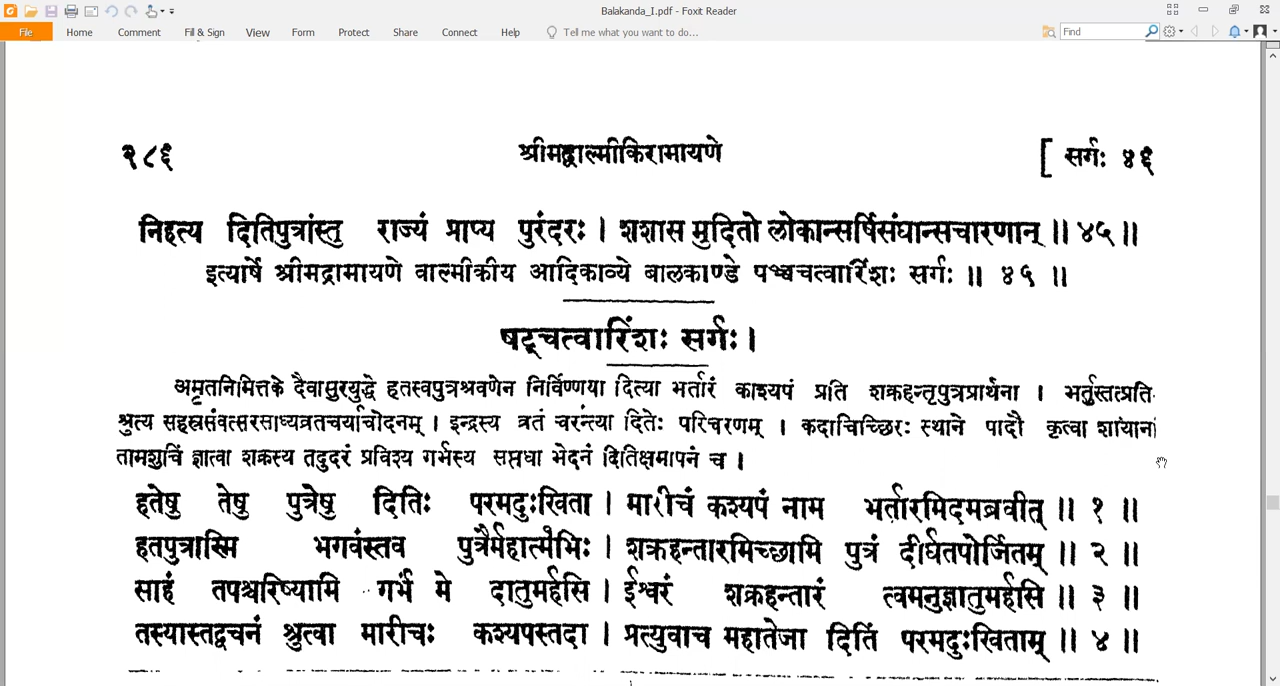 Balakanda_I.pdf - Foxit Reader
File Home Comment Fill & Sign View Form Protect Share Connect Help Tell me what you want to do... Find
२८६ श्रीमद्वाल्मीकिरामायणे [ सर्गः ४६
निहत्य दितिपुत्रांस्तु राज्यं प्राप्य पुरंदरः । शशास मुदितो लोकान्सर्षिसंघान्सचारणान् ॥ ४५ ॥
इत्यार्षे श्रीमद्रामायणे वाल्मीकीय आदिकाव्ये बालकाण्डे पञ्चचत्वारिंशः सर्गः ॥ ४५ ॥
षट्चत्वारिंशः सर्गः ।
अमृतनिमित्तके दैवासुरयुद्धे हतस्वपुत्रश्रवणेन निर्विण्णया दित्या भर्तारं काश्यपं प्रति शक्रहन्तृपुत्रप्रार्थना । भर्तुस्तत्प्रति-
श्रुत्य सहस्रसंवत्सरसाध्यव्रतचर्याचोदनम् । इन्द्रस्य व्रतं चरन्त्या दितेः परिचरणम् । कदाचिच्छिरः स्थाने पादौ कृत्वा शायानां
तामशुचिं ज्ञात्वा शक्रस्य तदुदरं प्रविश्य गर्भस्य सप्तधा भेदनं दितिक्षमापनं च ।
हतेषु तेषु पुत्रेषु दितिः परमदुःखिता । मारीचं कश्यपं नाम भर्तारमिदमब्रवीत् ॥ १ ॥
हतपुत्रास्मि भगवंस्तव पुत्रैर्महात्मभिः । शक्रहन्तारमिच्छामि पुत्रं दीर्घतपोर्जितम् ॥ २ ॥
साहं तपश्चरिष्यामि गर्भं मे दातुमर्हसि । ईश्वरं शक्रहन्तारं त्वमनुज्ञातुमर्हसि ॥ ३ ॥
तस्यास्तद्वचनं श्रुत्वा मारीचः कश्यपस्तदा । प्रत्युवाच महातेजा दितिं परमदुःखिताम् ॥ ४ ॥